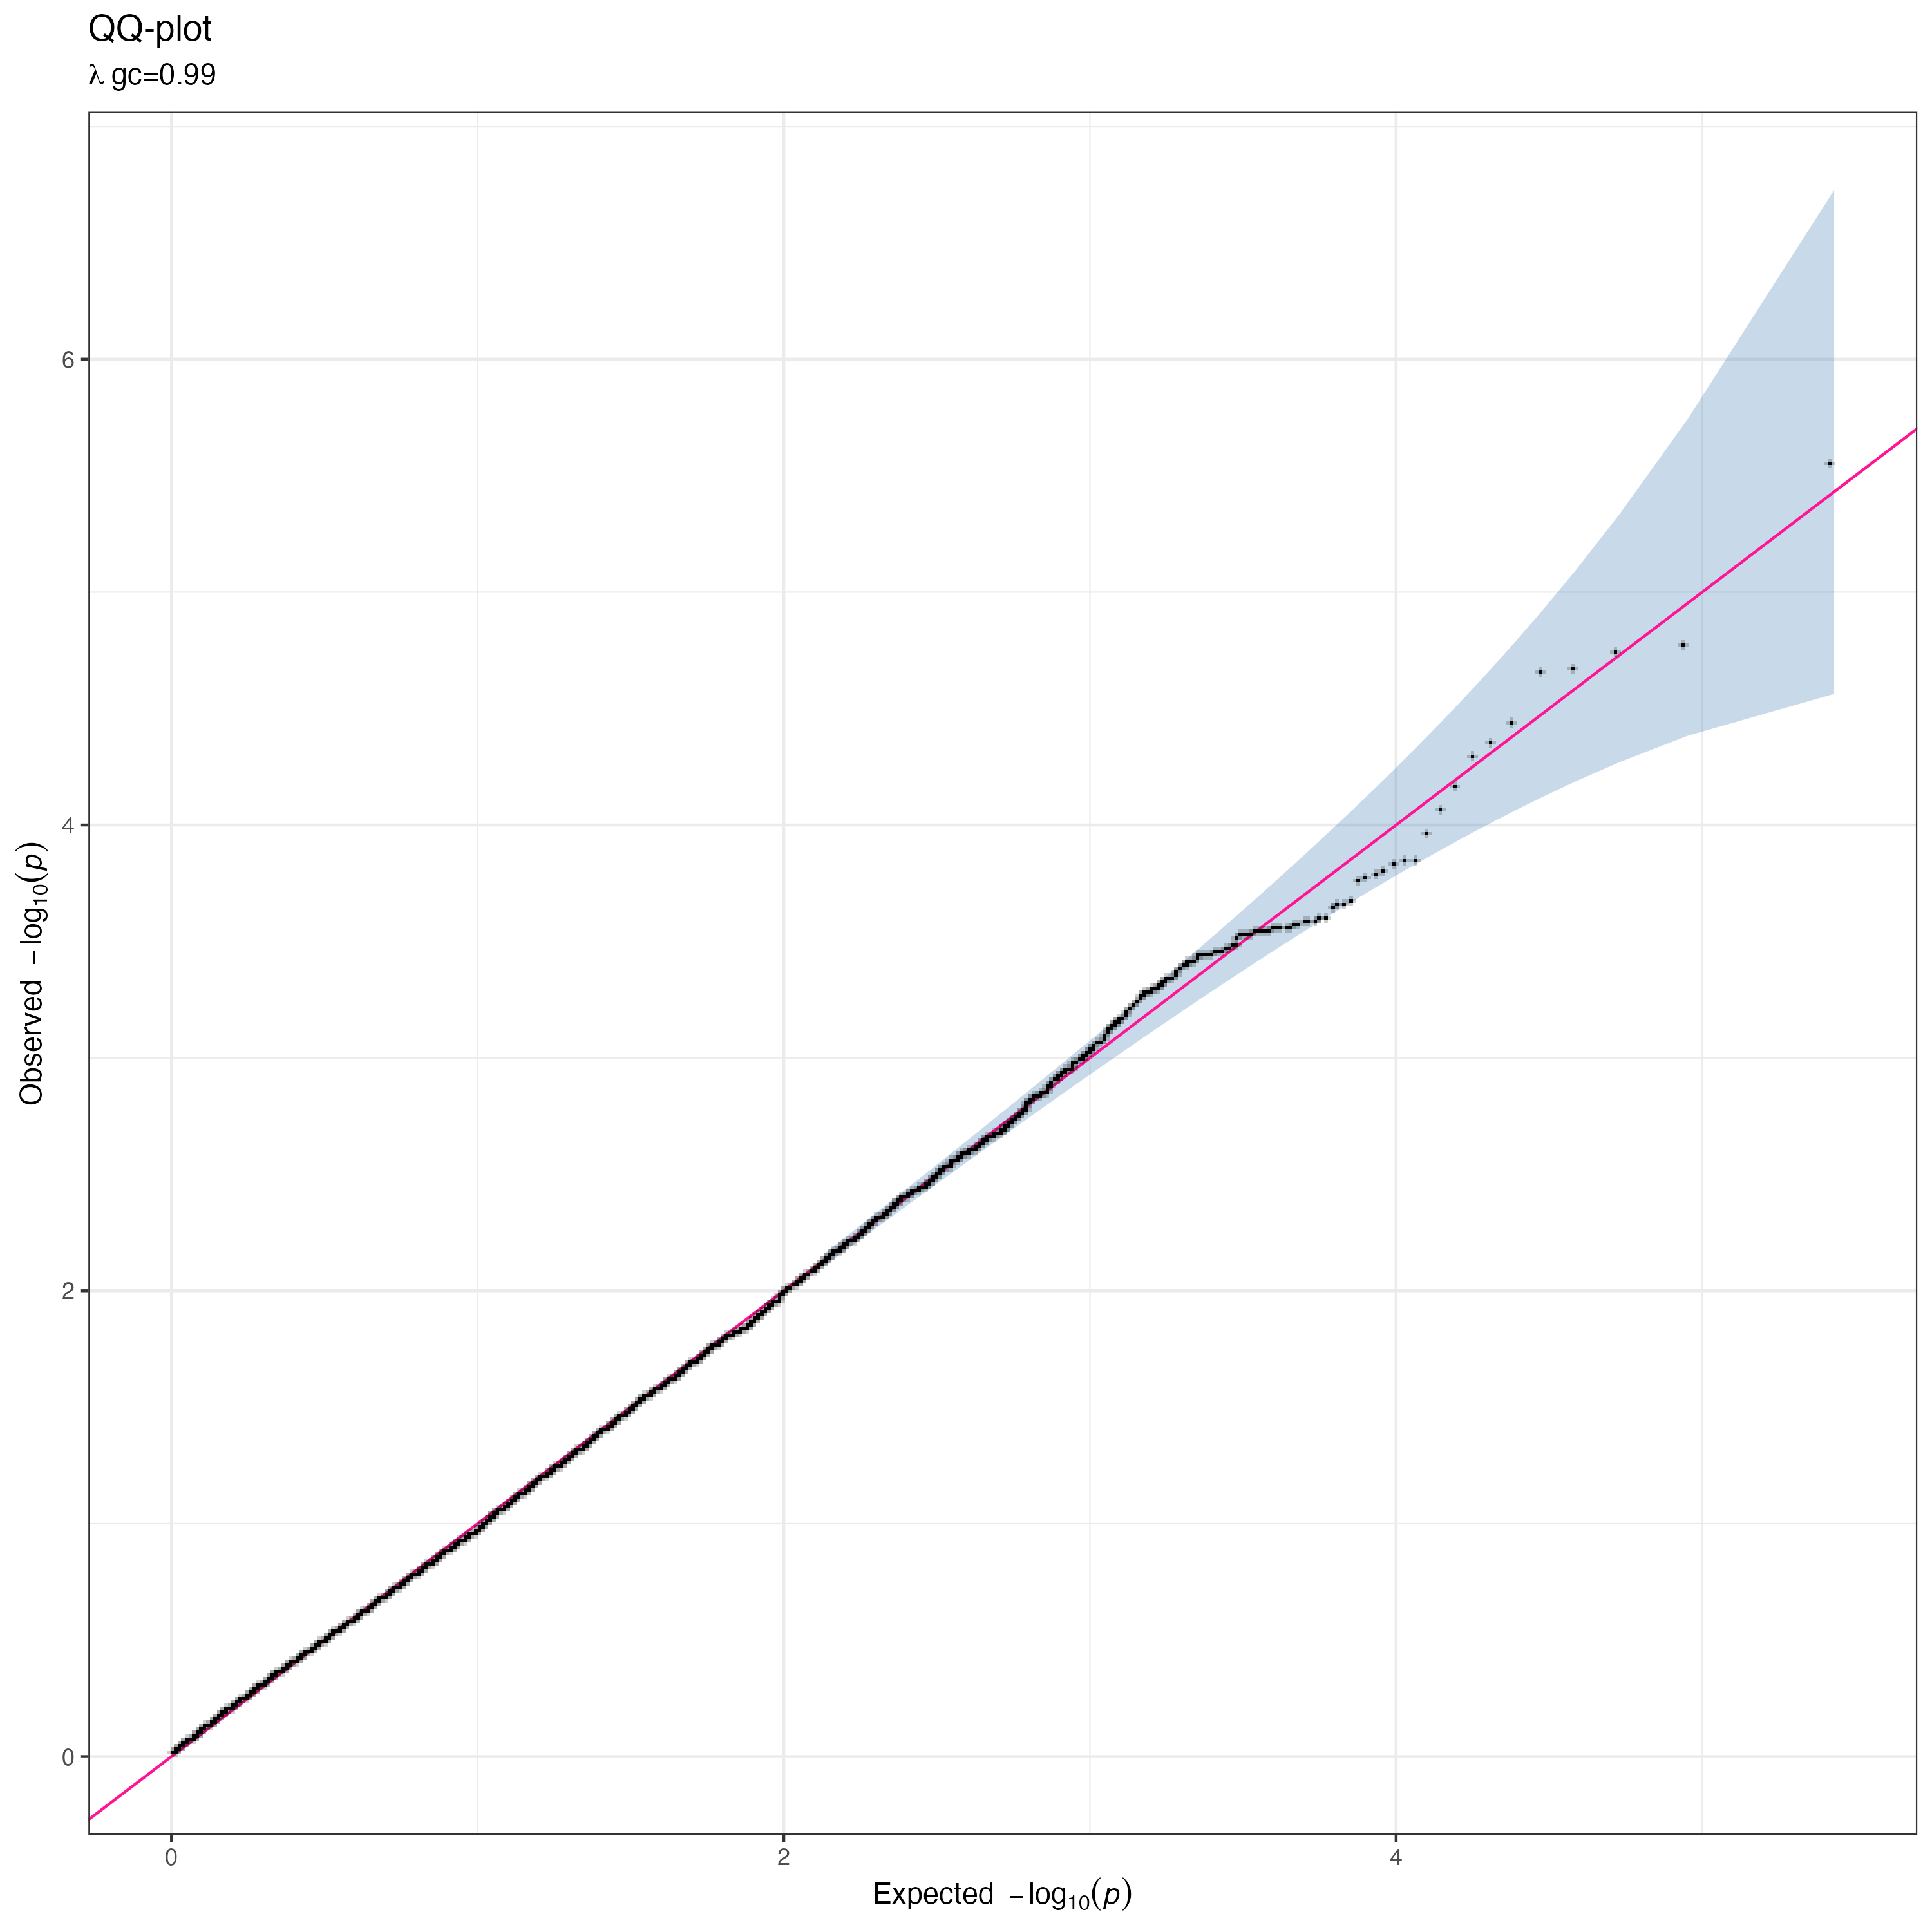 QQ-plot
λ gc=0.99
6
4
2
0
Observed −log10(p)
0 2 4
Expected −log10(p)